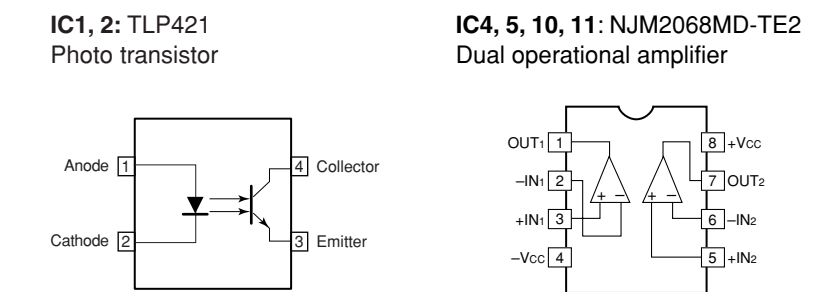 IC1, 2: TLP421
Photo transistor
Anode 1
Cathode 2
4 Collector
3 Emitter
IC4, 5, 10, 11: NJM2068MD-TE2
Dual operational amplifier
OUT1 1
–IN1 2
+IN1 3
–VCC 4
+ –
+ –
8 +VCC
7 OUT2
6 –IN2
5 +IN2